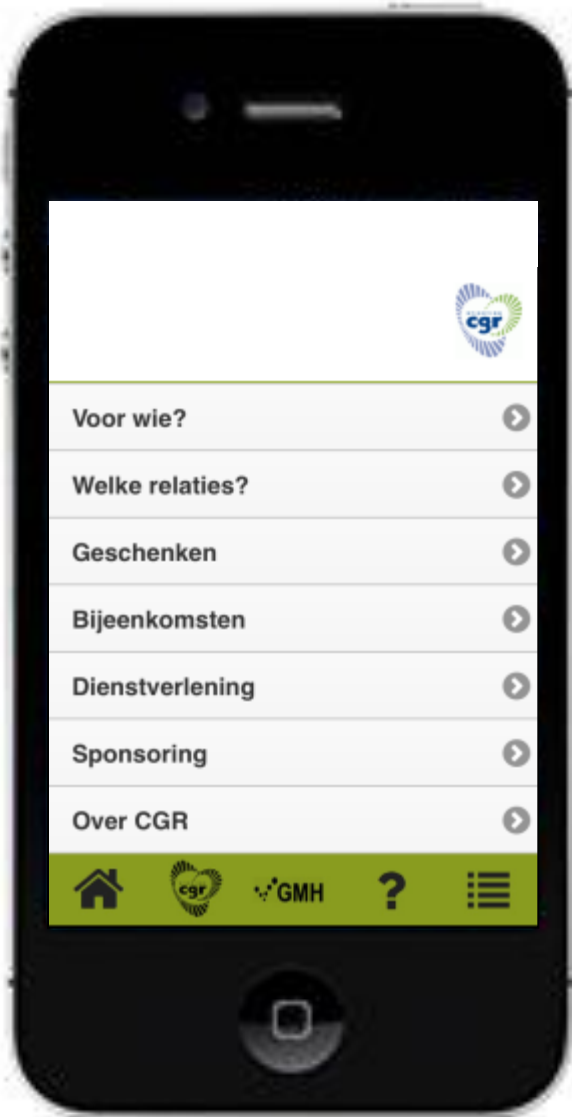 cgr
Voor wie?
Welke relaties?
Geschenken
Bijeenkomsten
Dienstverlening
Sponsoring
Over CGR
cgr GMH ?